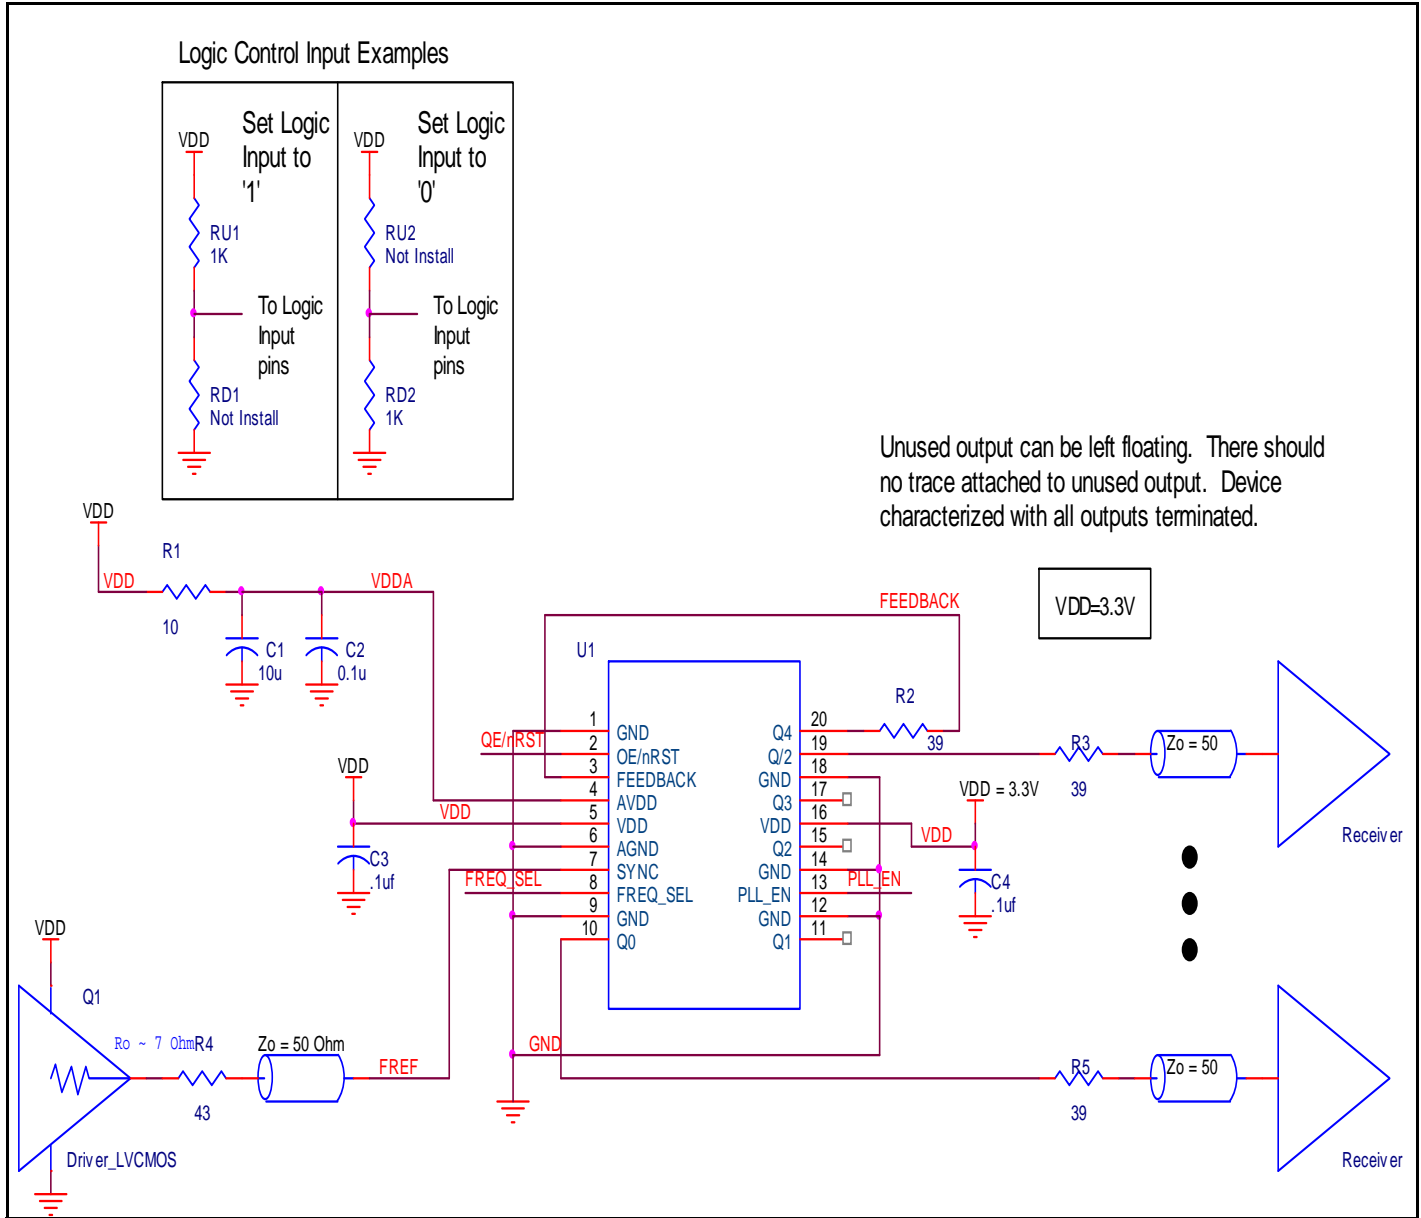 Logic Control Input Examples
VDD
Set Logic
Input to
'1'
RU1
1K
To Logic
Input
pins
RD1
Not Install
VDD
Set Logic
Input to
'0'
RU2
Not Install
To Logic
Input
pins
RD2
1K
Unused output can be left floating. There should
no trace attached to unused output. Device
characterized with all outputs terminated.
VDD=3.3V
VDD
VDD
R1
10
VDDA
C1
10u
C2
0.1u
FEEDBACK
U1
1 GND
2 OE/nRST
3 FEEDBACK
4 AVDD
5 VDD
6 AGND
7 SYNC
8 FREQ_SEL
9 GND
10 Q0
Q4 20
Q/2 19
GND 18
Q3 17
VDD 16
Q2 15
GND 14
PLL_EN 13
GND 12
Q1 11
QE/nRST
VDD
VDD
C3
.1uf
FREQ_SEL
R2
39
VDD = 3.3V
VDD
PLL_EN
C4
.1uf
R3
39
Zo = 50
Receiver
VDD
Q1
Ro ~ 7 Ohm
R4
43
Zo = 50 Ohm
FREF
Driver_LVCMOS
GND
R5
39
Zo = 50
Receiver